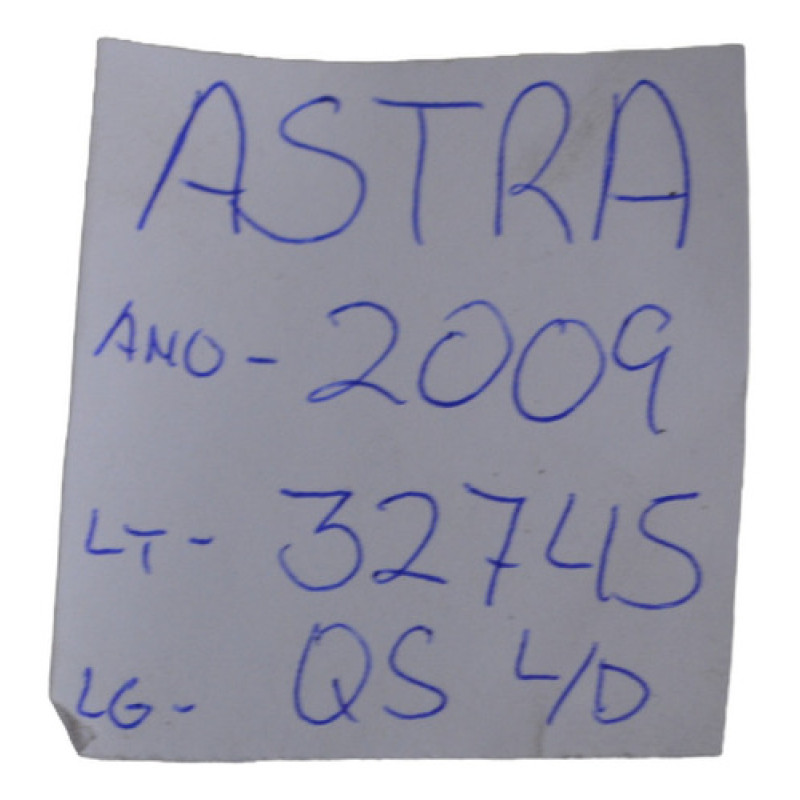 ASTRA
ANO - 2009
LT - 32745
LG - QS L/D